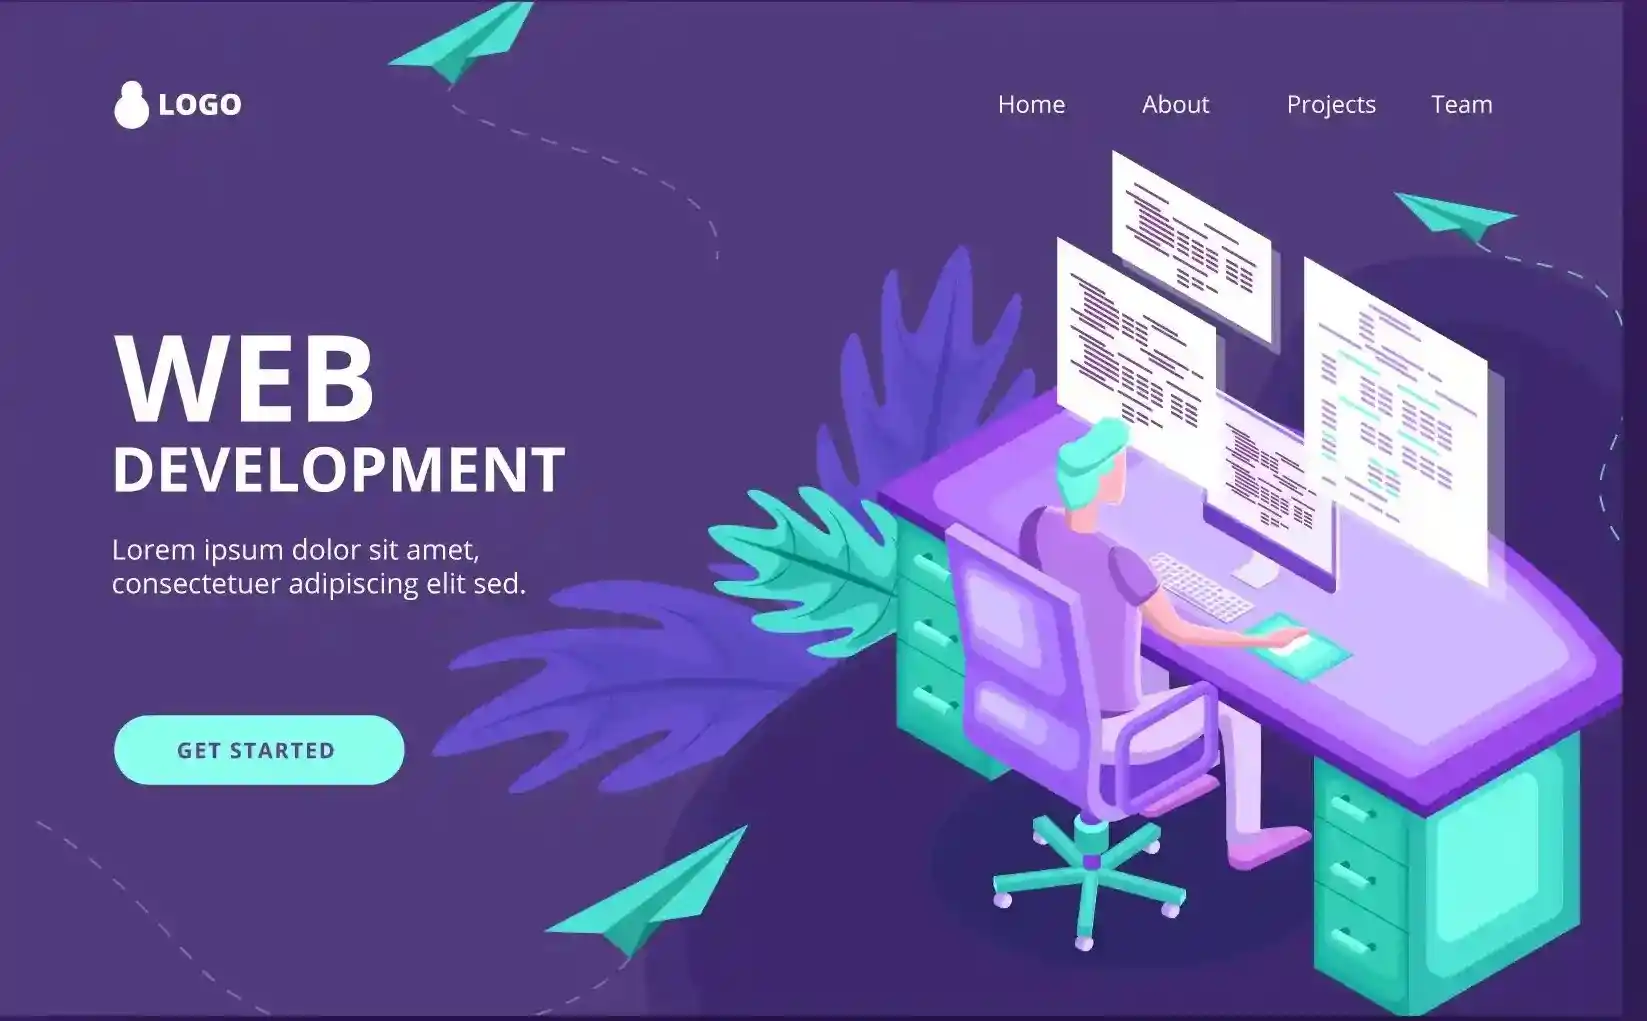 LOGO
Home About Projects Team
WEB
DEVELOPMENT
Lorem ipsum dolor sit amet,
consectetuer adipiscing elit sed.
GET STARTED